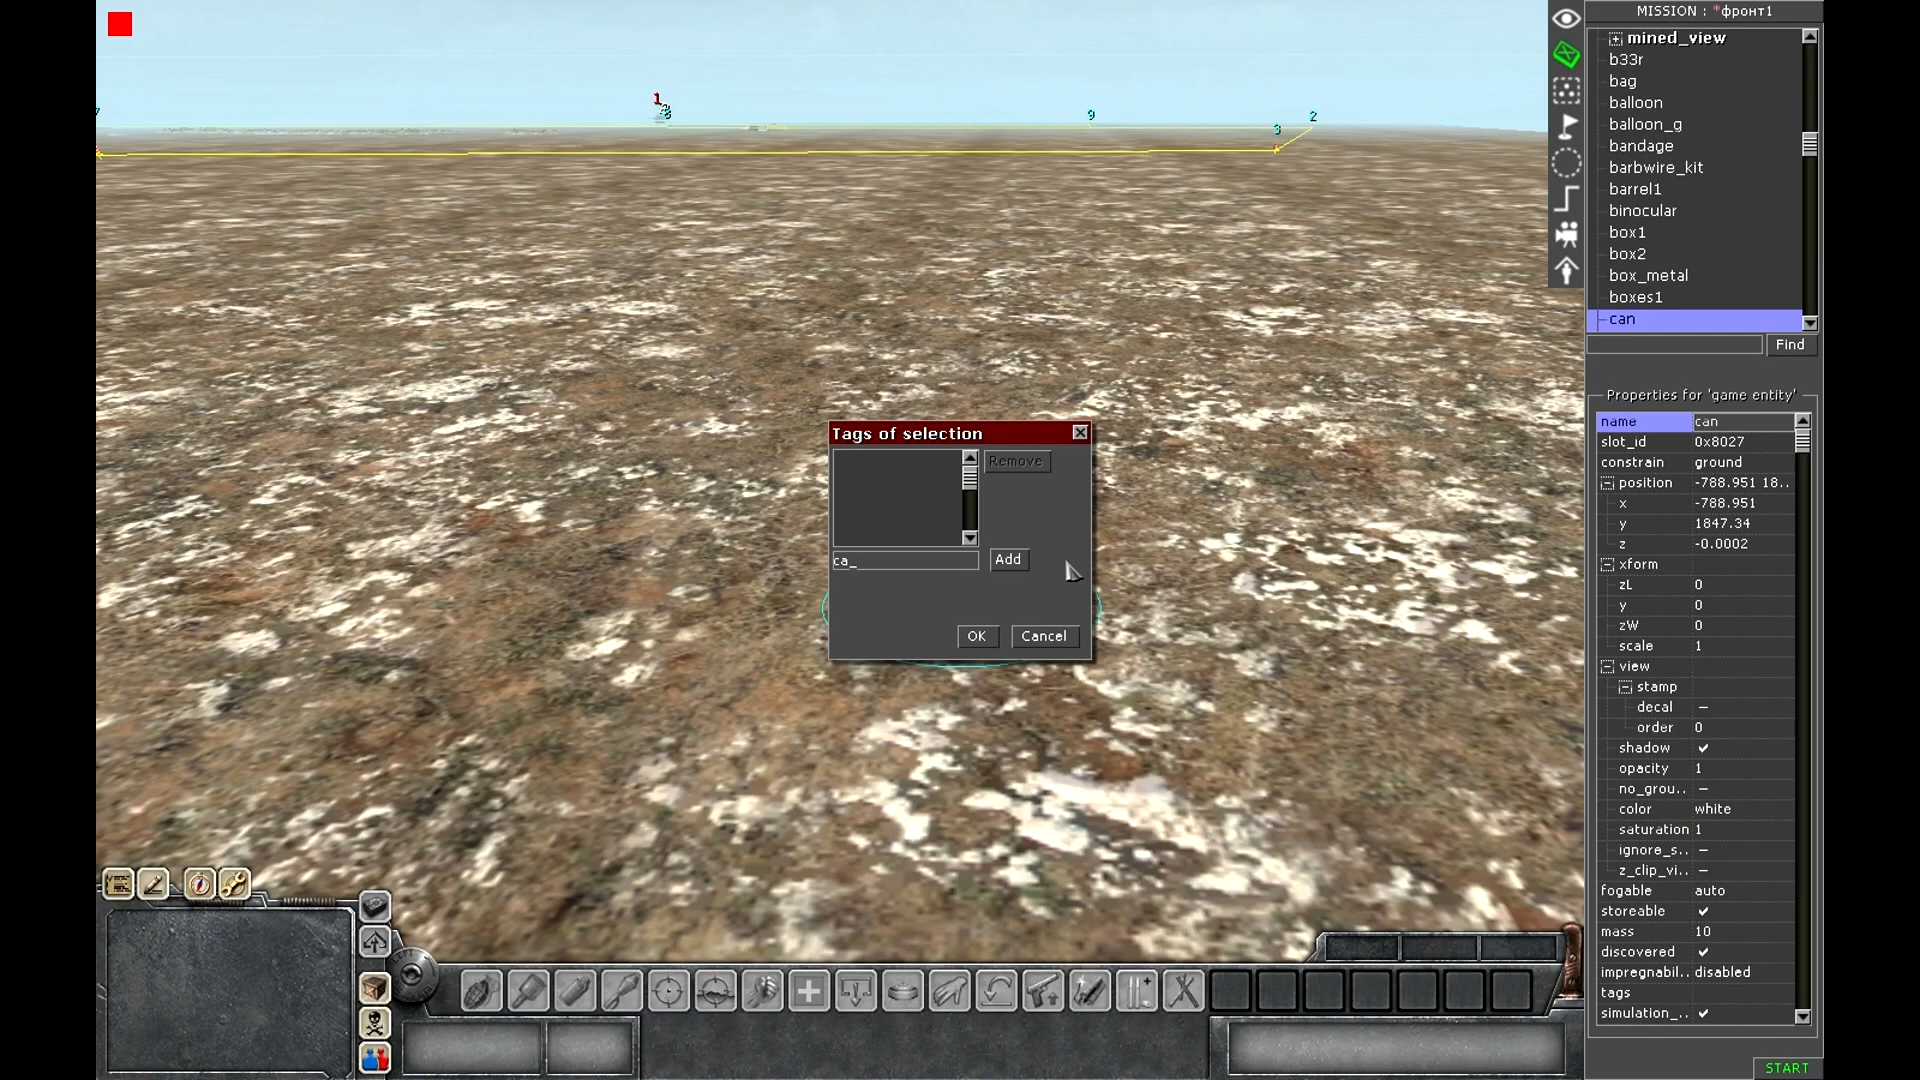 MISSION : *фронт1
mined_view
b33r
bag
balloon
balloon_g
bandage
barbwire_kit
barrel1
binocular
box1
box2
box_metal
boxes1
can
Find
1
9
2
3
Tags of selection
Remove
ca_
Add
OK
Cancel
Properties for 'game entity'
name can
slot_id 0x8027
constrain ground
position -788.951 18..
x -788.951
y 1847.34
z -0.0002
xform
zL 0
y 0
zW 0
scale 1
view
stamp
decal –
order 0
shadow ✔
opacity 1
no_grou.. –
color white
saturation 1
ignore_s.. –
z_clip_vi.. –
fogable auto
storeable ✔
mass 10
discovered ✔
impregnabil.. disabled
tags
simulation_.. ✔
START